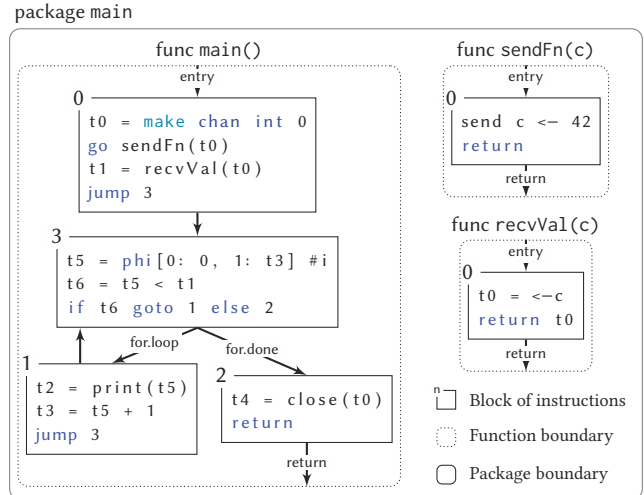 package main
func main()
entry
0
t0 = make chan int 0
go sendFn(t0)
t1 = recvVal(t0)
jump 3
3
t5 = phi[0: 0, 1: t3] #i
t6 = t5 < t1
if t6 goto 1 else 2
for.loop
for.done
1
t2 = print(t5)
t3 = t5 + 1
jump 3
2
t4 = close(t0)
return
return
func sendFn(c)
entry
0
send c <- 42
return
return
func recvVal(c)
entry
0
t0 = <-c
return t0
return
n
Block of instructions
Function boundary
Package boundary